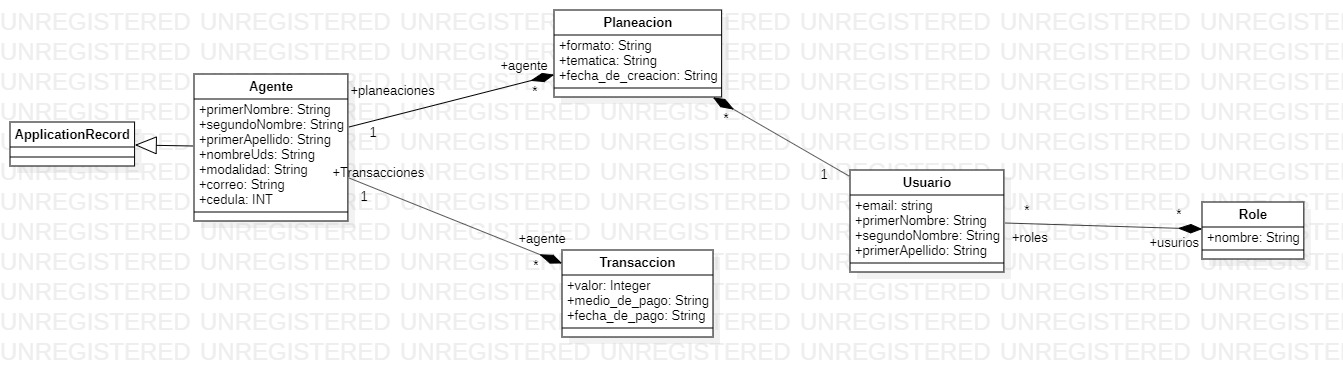 UNREGISTERED UNREGISTERED UNREGISTERED UNREGISTERED UNREGISTERED UNREGISTERED UNREGISTERED
Planeacion
+formato: String
+tematica: String
+fecha_de_creacion: String
+agente
*
*
+planeaciones
1
Agente
+primerNombre: String
+segundoNombre: String
+primerApellido: String
+nombreUds: String
+modalidad: String
+correo: String
+cedula: INT
ApplicationRecord
+Transacciones
1
+agente
*
Transaccion
+valor: Integer
+medio_de_pago: String
+fecha_de_pago: String
1
Usuario
+email: string
+primerNombre: String
+segundoNombre: String
+primerApellido: String
*
+roles
*
+usurios
Role
+nombre: String